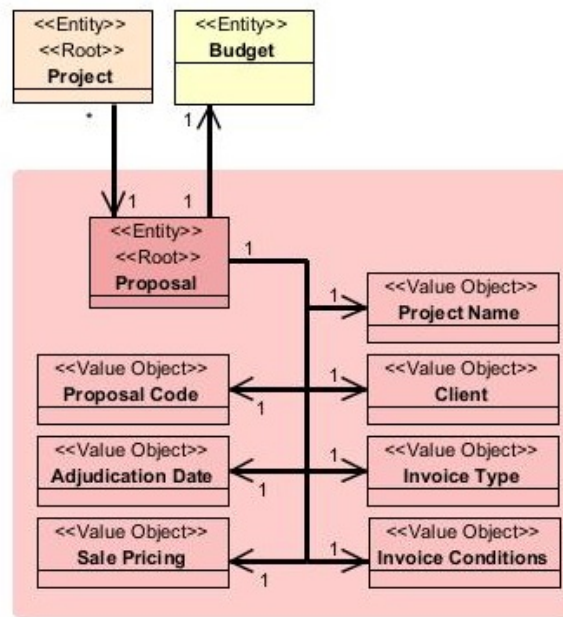 <<Entity>>
<<Root>>
Project
<<Entity>>
Budget
*
1
1
1
<<Entity>>
<<Root>>
Proposal
1
1
<<Value Object>>
Project Name
<<Value Object>>
Proposal Code
1
1
<<Value Object>>
Client
<<Value Object>>
Adjudication Date
1
1
<<Value Object>>
Invoice Type
<<Value Object>>
Sale Pricing
1
1
<<Value Object>>
Invoice Conditions